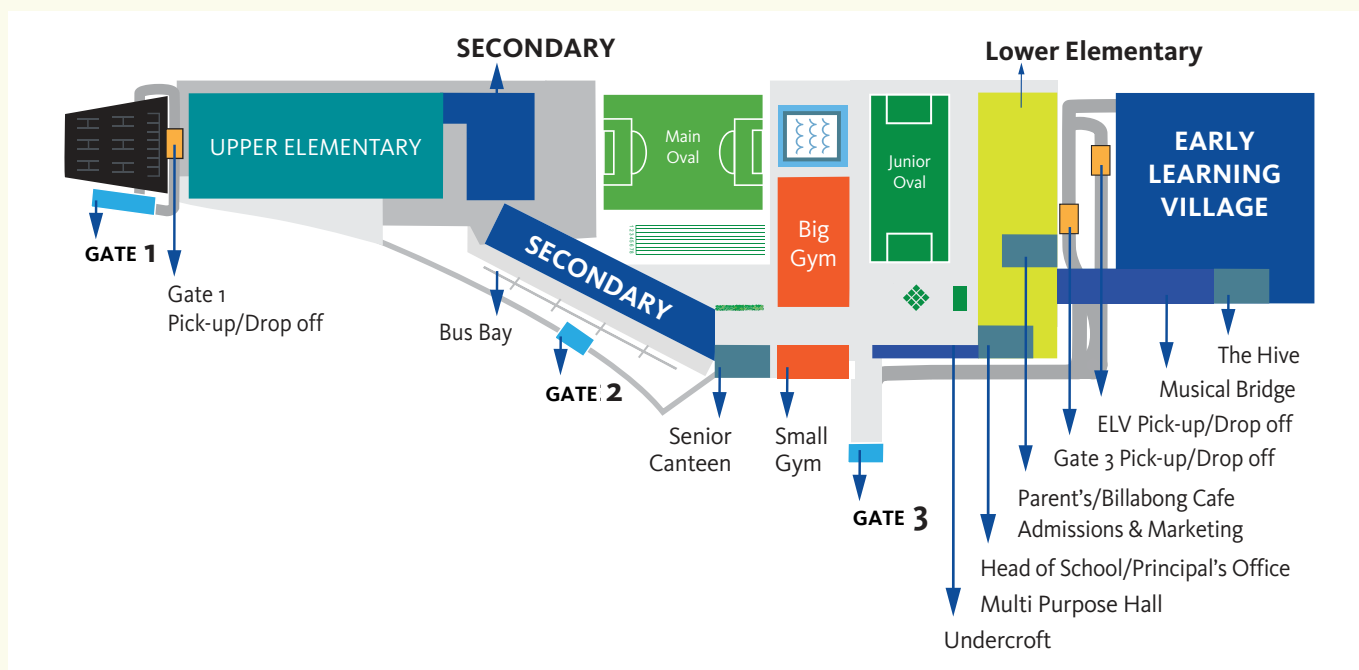 SECONDARY
Lower Elementary
UPPER ELEMENTARY
Main
Oval
Junior
Oval
EARLY
LEARNING
VILLAGE
Big
Gym
SECONDARY
GATE 1
Gate 1
Pick-up/Drop off
Bus Bay
GATE 2
Senior
Canteen
Small
Gym
GATE 3
The Hive
Musical Bridge
ELV Pick-up/Drop off
Gate 3 Pick-up/Drop off
Parent's/Billabong Cafe
Admissions & Marketing
Head of School/Principal's Office
Multi Purpose Hall
Undercroft